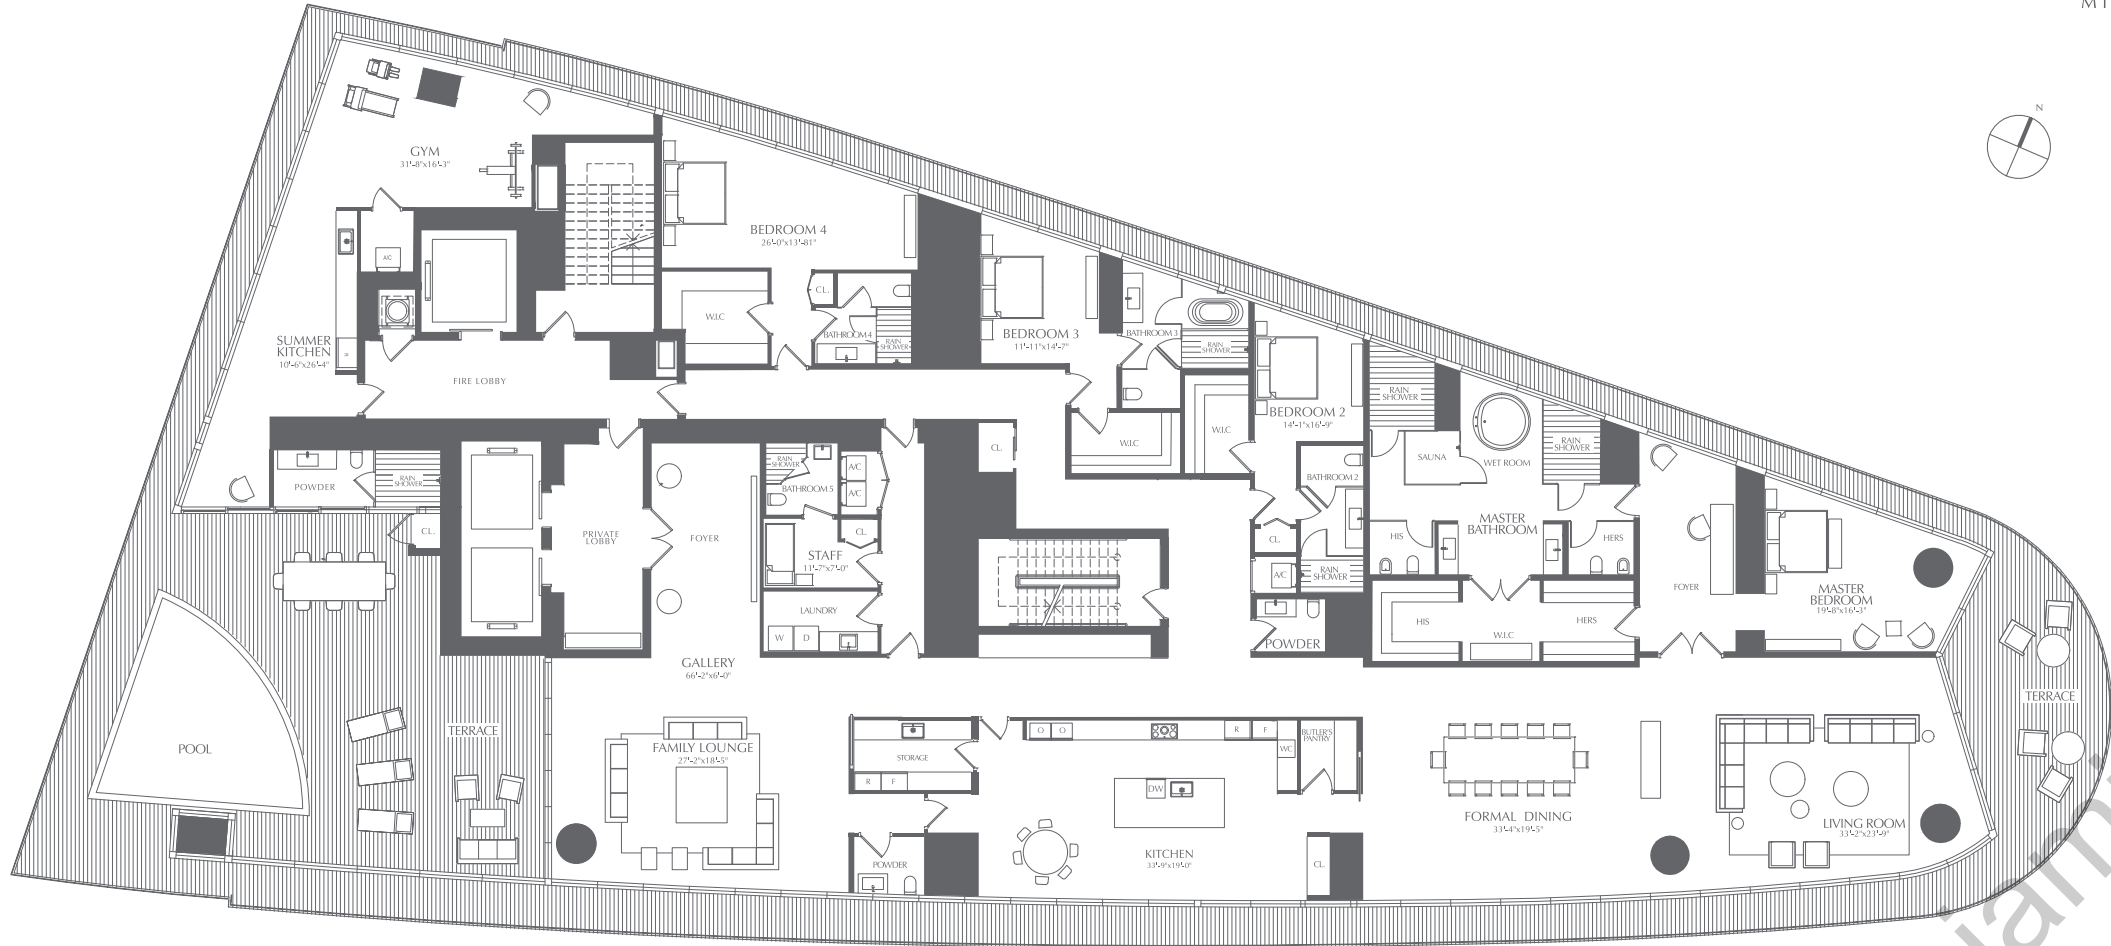 M I
N
GYM
31'-8"x16'-3"
A/C
SUMMER
KITCHEN
10'-6"x26'-4"
FIRE LOBBY
BEDROOM 4
26'-0"x13'-81"
W.I.C
CL.
BATHROOM 4
RAIN
SHOWER
BEDROOM 3
11'-11"x14'-7"
BATHROOM 3
RAIN
SHOWER
W.I.C
W.I.C
CL.
BEDROOM 2
14'-1"x16'-9"
BATHROOM 2
CL.
A/C
RAIN
SHOWER
POWDER
RAIN
SHOWER
SAUNA
WET ROOM
RAIN
SHOWER
MASTER
BATHROOM
HIS
HERS
HIS
W.I.C
HERS
FOYER
MASTER
BEDROOM
19'-8"x16'-3"
TERRACE
POWDER
RAIN
SHOWER
CL.
PRIVATE
LOBBY
FOYER
RAIN
SHOWER
BATHROOM 5
A/C
A/C
CL.
STAFF
11'-7"x7'-0"
LAUNDRY
W
D
GALLERY
66'-2"x6'-0"
TERRACE
POOL
FAMILY LOUNGE
27'-2"x18'-5"
STORAGE
R
F
POWDER
O
O
R
F
WC
BUTLER'S
PANTRY
DW
KITCHEN
33'-9"x19'-0"
CL.
FORMAL DINING
33'-4"x19'-5"
LIVING ROOM
33'-2"x23'-9"
iami